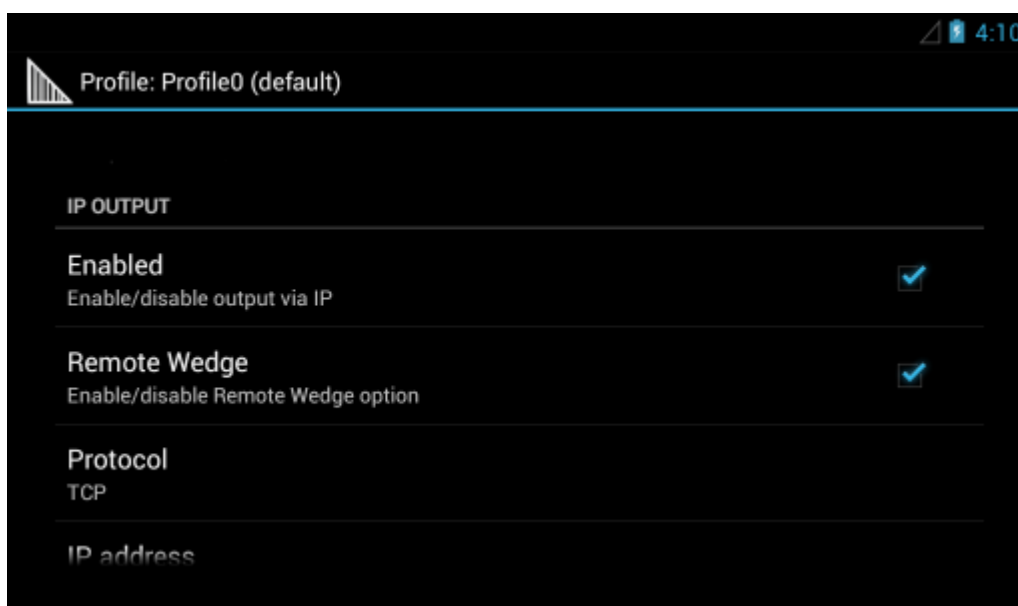 4:10
Profile: Profile0 (default)
IP OUTPUT
Enabled
Enable/disable output via IP
Remote Wedge
Enable/disable Remote Wedge option
Protocol
TCP
IP address